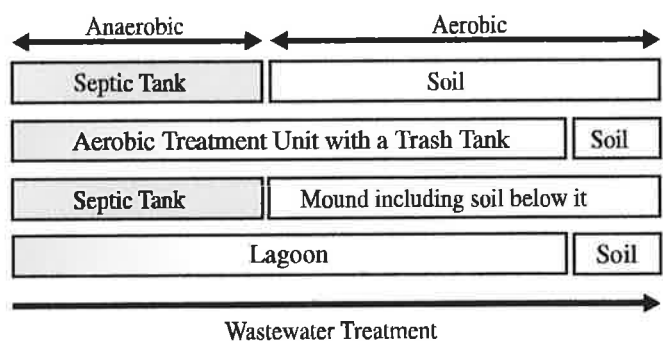 Anaerobic Aerobic
Septic Tank Soil
Aerobic Treatment Unit with a Trash Tank Soil
Septic Tank Mound including soil below it
Lagoon Soil
Wastewater Treatment